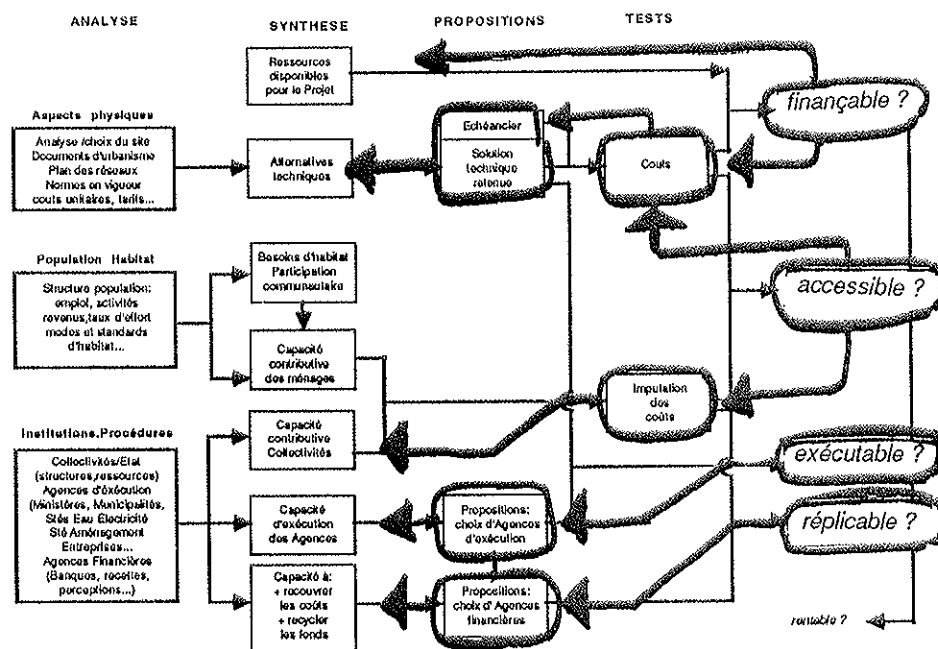 ANALYSE
SYNTHESE
PROPOSITIONS
TESTS
Ressources
disponibles
pour le Projet
finançable ?
Aspects physiques
Analyse /choix du site
Documents d'urbanisme
Plan des réseaux
Normes en vigueur
couts unitaires, tarifs...
Alternatives
techniques
Echéancier
Solution
technique
retenue
Couts
Population Habitat
Structure population:
emploi, activités
revenus,taux d'effort
modes et standards
d'habitat...
Besoins d'habitat
Participation
communautaire
accessible ?
Capacité
contributive
des ménages
Imputation
des
coûts
Institutions.Procédures
Collectivités/Etat
(structures,ressources)
Agences d'éxécution
(Ministères, Municipalités,
Stés Eau Électricité
Sté Aménagement
Entreprises...
Agences Financières
(Banques, recettes,
perceptions...)
Capacité
contributive
Collectivités
exécutable ?
Capacité
d'exécution
des Agences
Propositions:
choix d'Agences
d'exécution
réplicable ?
Capacité à:
+ recouvrer
les coûts
+ recycler
les fonds
Propositions:
choix d'Agences
financières
rentable ?